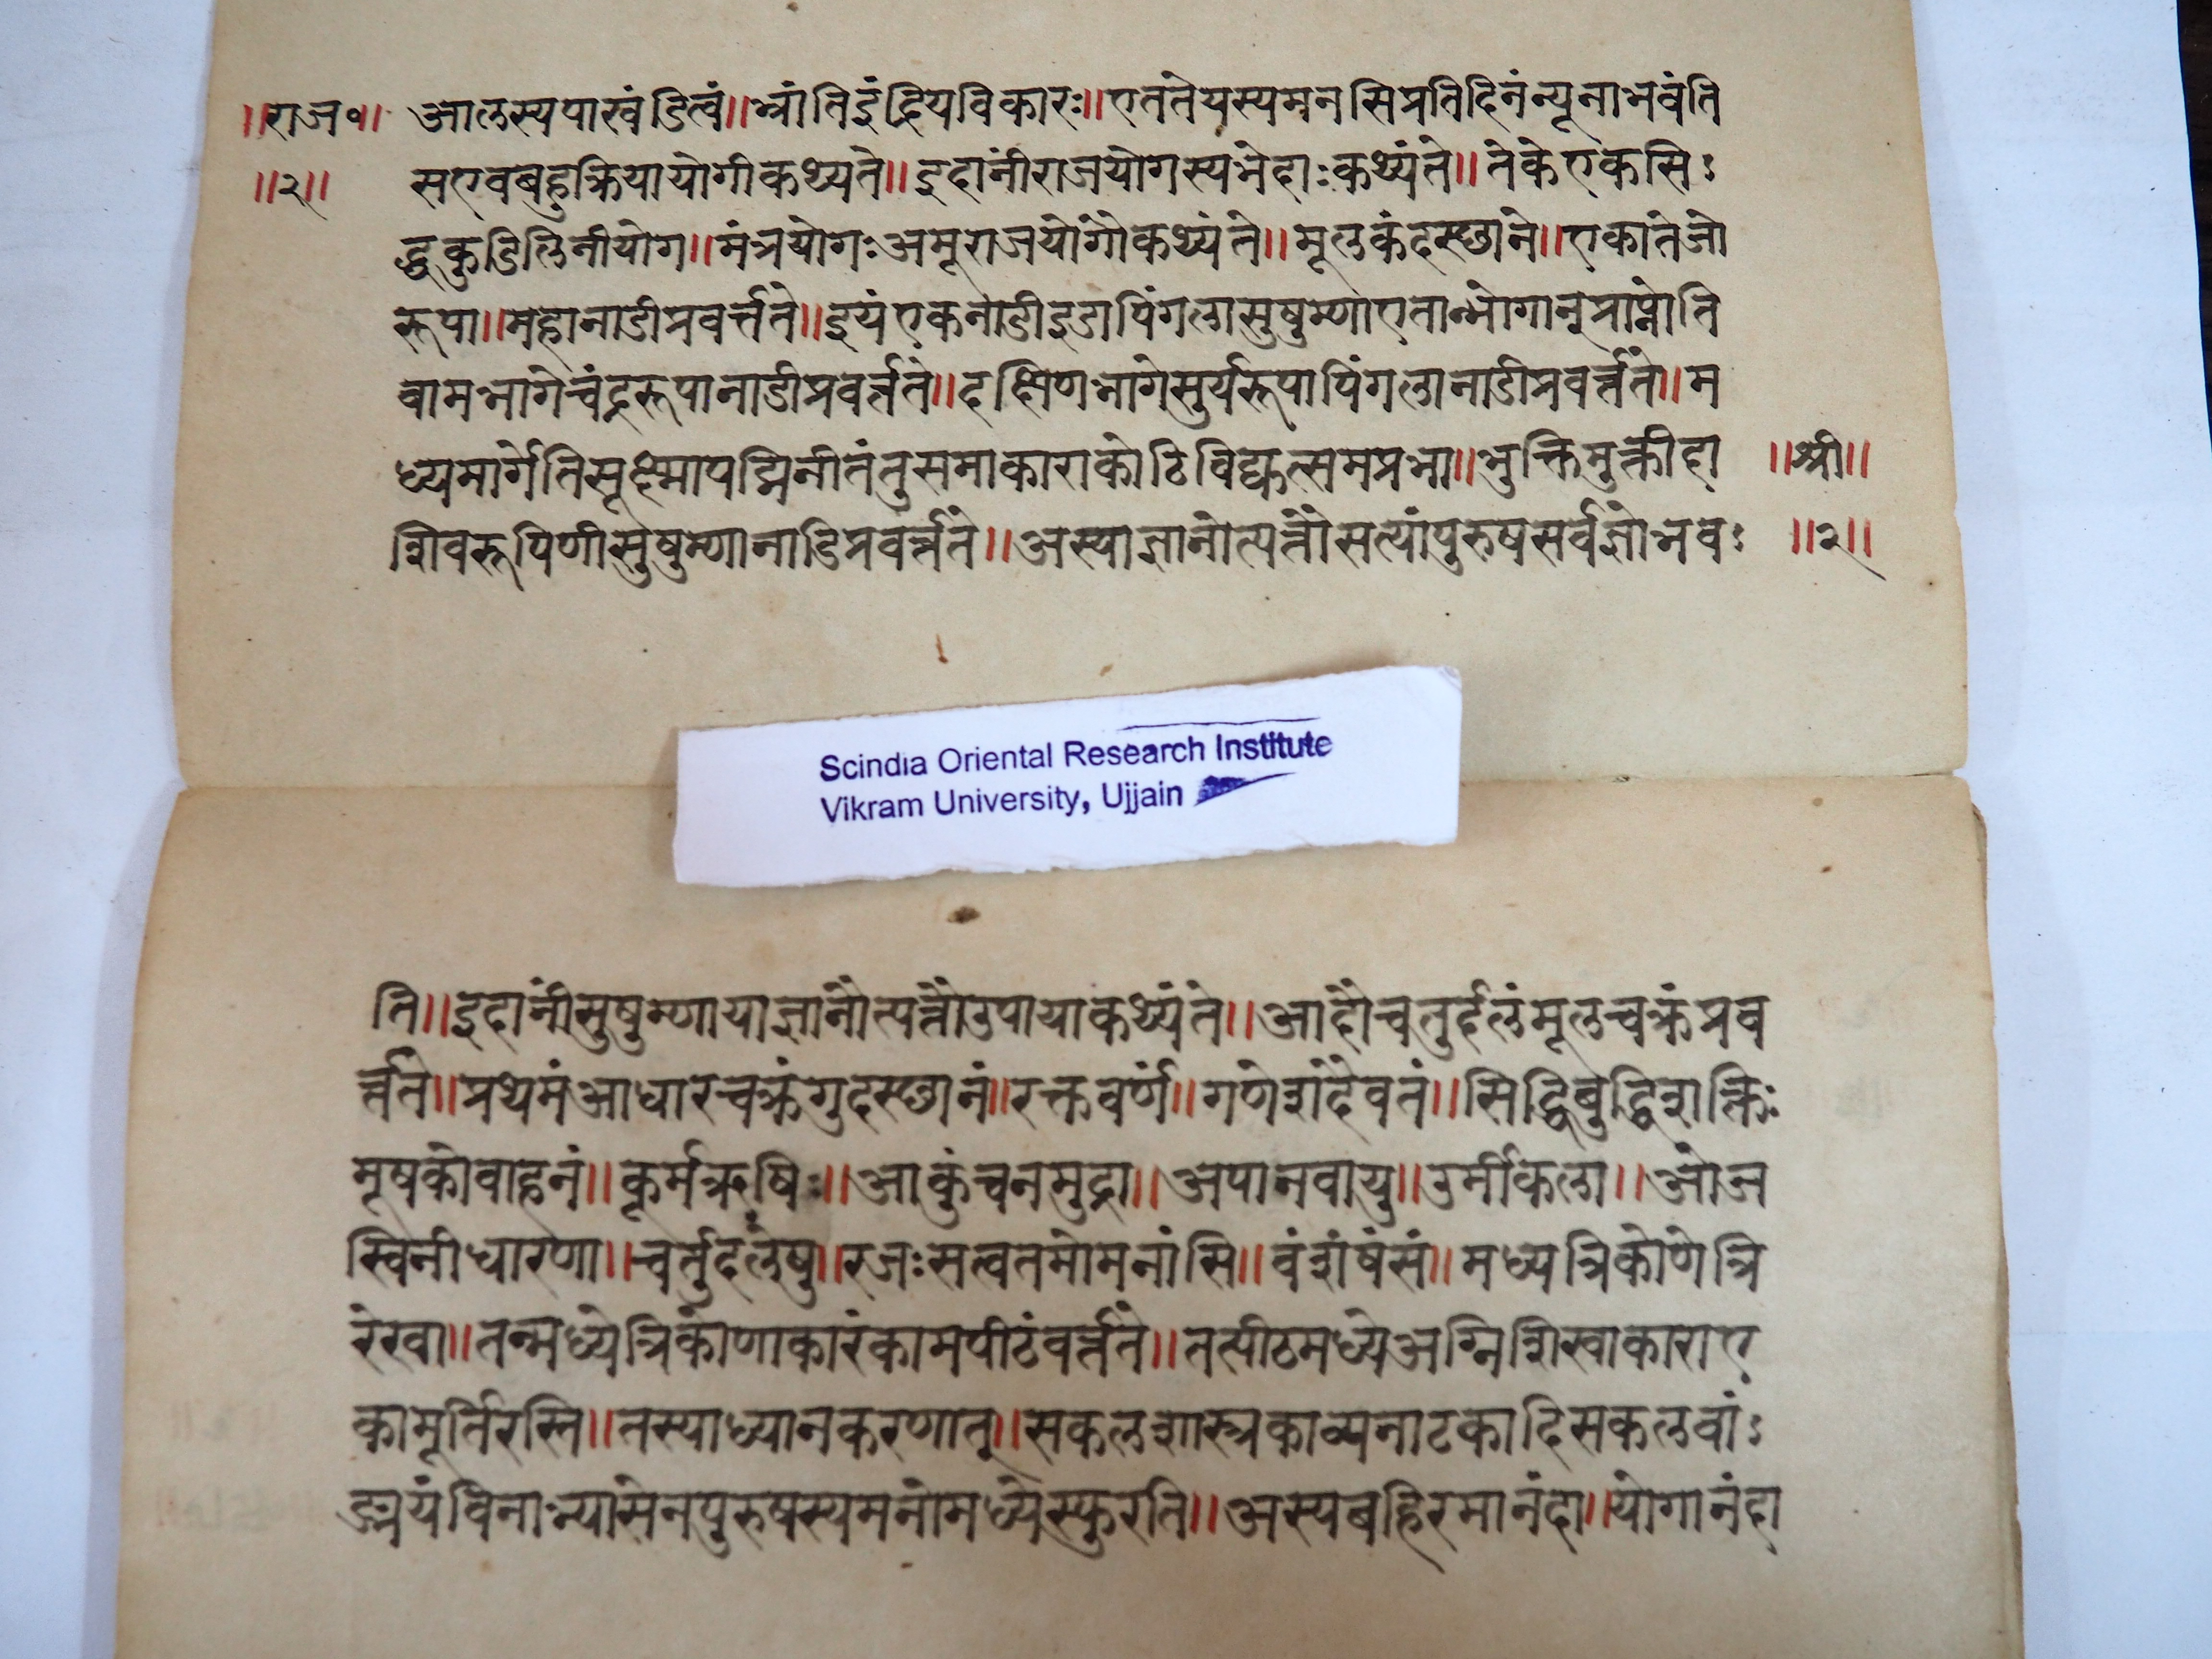 ॥राज०॥ आलस्यपाखंडित्वं॥भ्रांतिइंद्रियविकारः॥एततेयस्यमनसिप्रतिदिनंन्यूनाभवंति
॥२॥ सएवबहुक्रियायोगीकथ्यते॥इदानींराजयोगस्यभेदाःकथ्यंते॥तेकेएकसि
द्धकुडिलिनीयोग॥मंत्रयोगःअमूराजयोगौकथ्यंते॥मूलकंदस्छाने॥एकातेजो
रूपा॥महानाडीप्रवर्त्तते॥इयंएकनाडीइडापिंगलासुषुम्णाएतान्भोगानूप्राप्नोति
वामभागेचंद्ररूपानाडीप्रवर्त्तते॥दक्षिणभागेसुर्यरूपापिंगलानाडीप्रवर्त्तते॥म
ध्यमार्गेतिसूक्ष्मापद्मिनीतंतुसमाकाराकोटिविद्युत्समप्रभा॥भुक्तिमुक्तीदा ॥श्री॥
शिवरूपिणीसुषुम्णानाडिप्रवर्त्तते॥अस्याज्ञानोत्पत्तौसत्यांपुरुषसर्वज्ञोभव ॥२॥
Scindia Oriental Research Institute
Vikram University, Ujjain
ति॥इदानींसुषुम्णायाज्ञानोत्पत्तौउपायाकथ्यंते॥आदौचतुर्दलंमूलचक्रंप्रव
र्त्तते॥प्रथमंआधारचक्रंगुदस्छानं॥रक्तवर्णं॥गणेशंदैवतं॥सिद्धिबुद्धिशक्तिः
मूषकोवाहनं॥कूर्मऋषिः॥आकुंचनमुद्रा॥अपानवायु॥उर्मीकला॥ओज
स्विनीधारणा॥चर्तुदलेषु॥रजःसत्वतमोमनांसि॥वंशंषंसं॥मध्यत्रिकोणेत्रि
रेखा॥तन्मध्येत्रिकोणाकारंकामपीठंवर्त्तते॥तत्पीठमध्येअग्निशिखाकाराए
कामूर्तिरस्ति॥तस्याध्यानकरणातू॥सकलशास्त्रकाव्यनाटकादिसकलवां
ङ्मयंविनाभ्यासेनपुरुषस्यमनोमध्येस्फुरति॥अस्यबहिरमानंदा॥योगानंदा